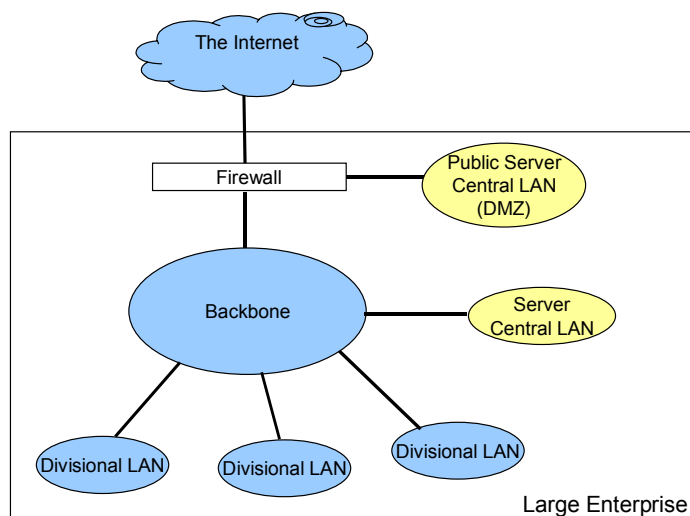 The Internet
Firewall
Public Server
Central LAN
(DMZ)
Backbone
Server
Central LAN
Divisional LAN
Divisional LAN
Divisional LAN
Large Enterprise